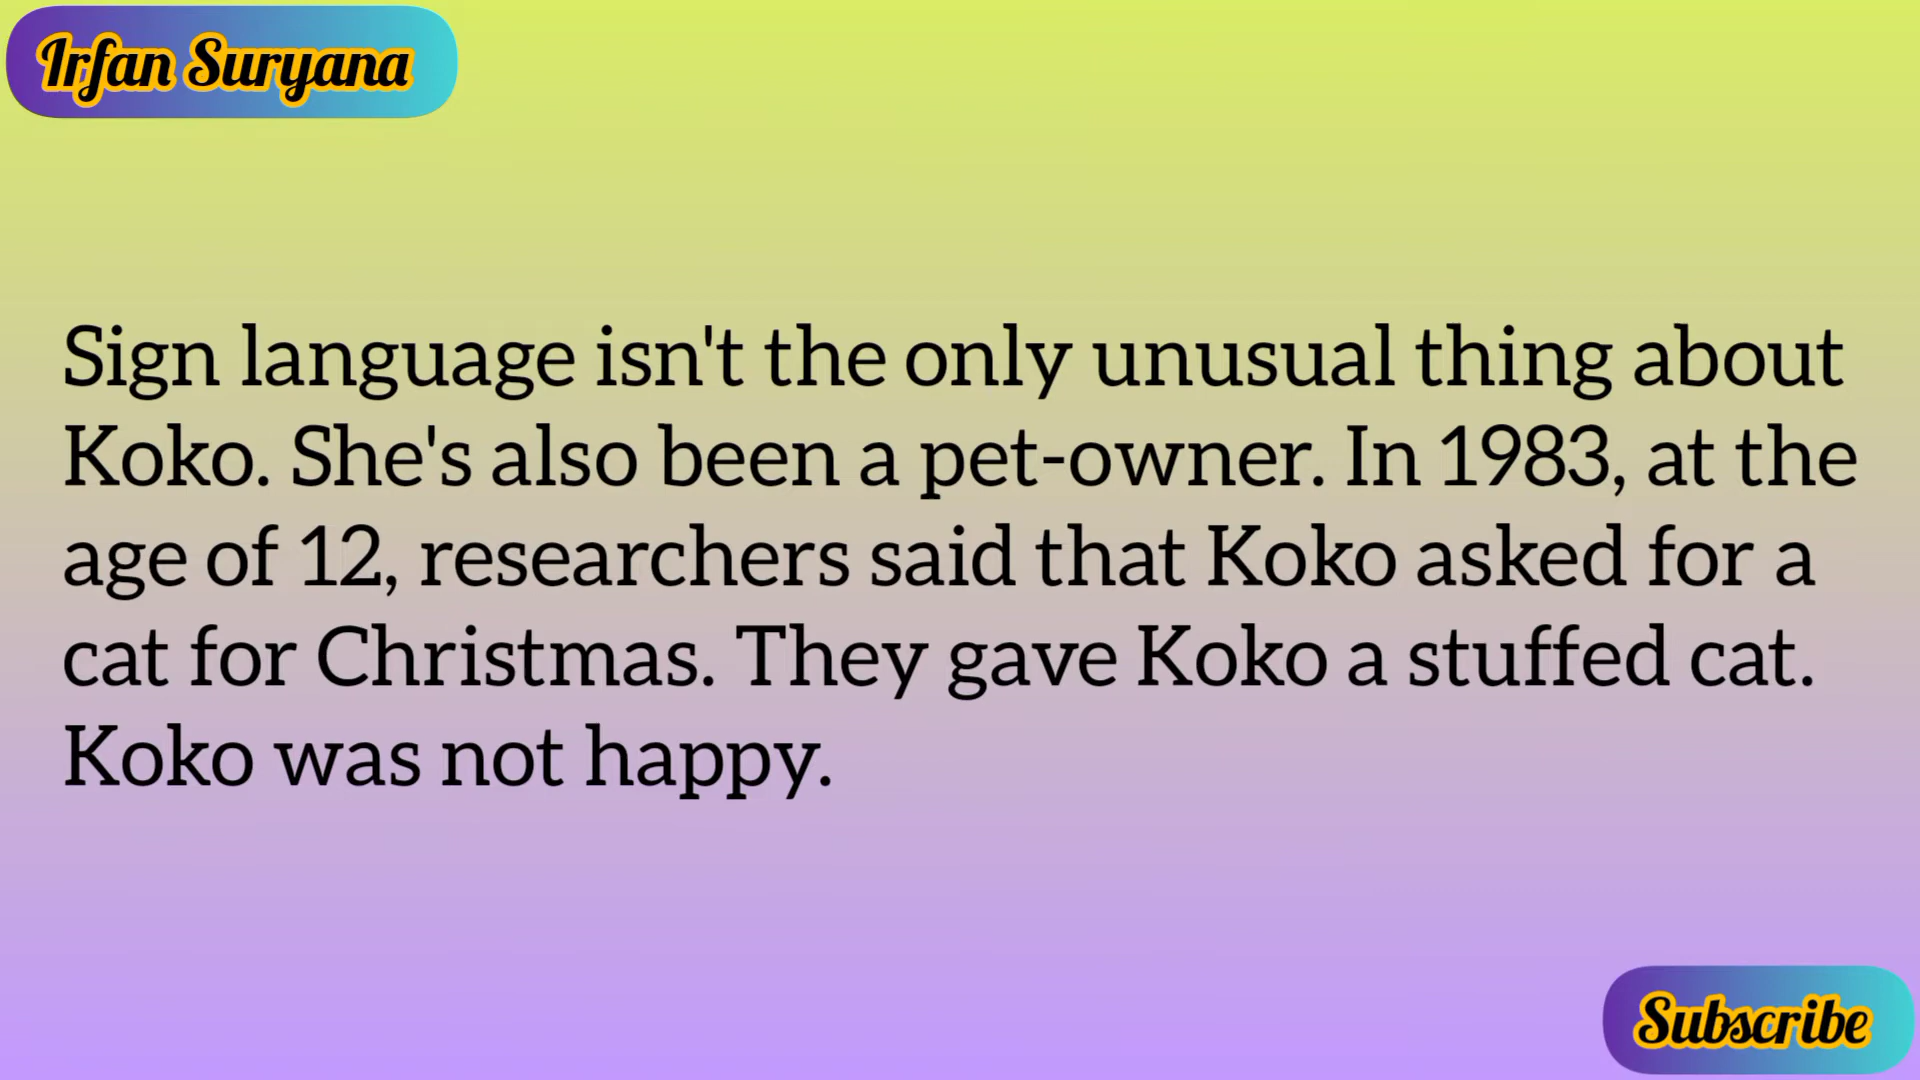 Irfan Suryana
Sign language isn't the only unusual thing about
Koko. She's also been a pet-owner. In 1983, at the
age of 12, researchers said that Koko asked for a
cat for Christmas. They gave Koko a stuffed cat.
Koko was not happy.
Subscribe